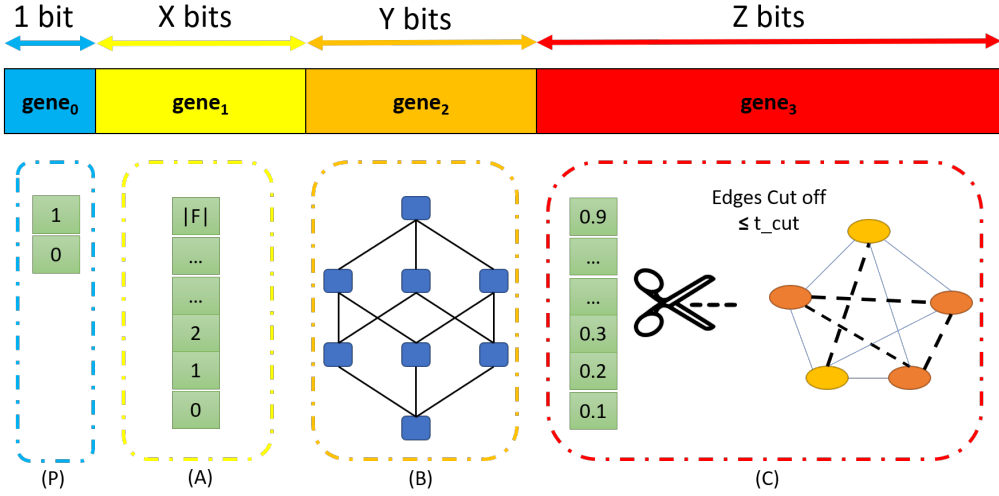 1 bit X bits Y bits Z bits
gene₀ gene₁ gene₂ gene₃
1
0
|F|
...
...
2
1
0
0.9
...
...
0.3
0.2
0.1
Edges Cut off
≤ t_cut
(P) (A) (B) (C)